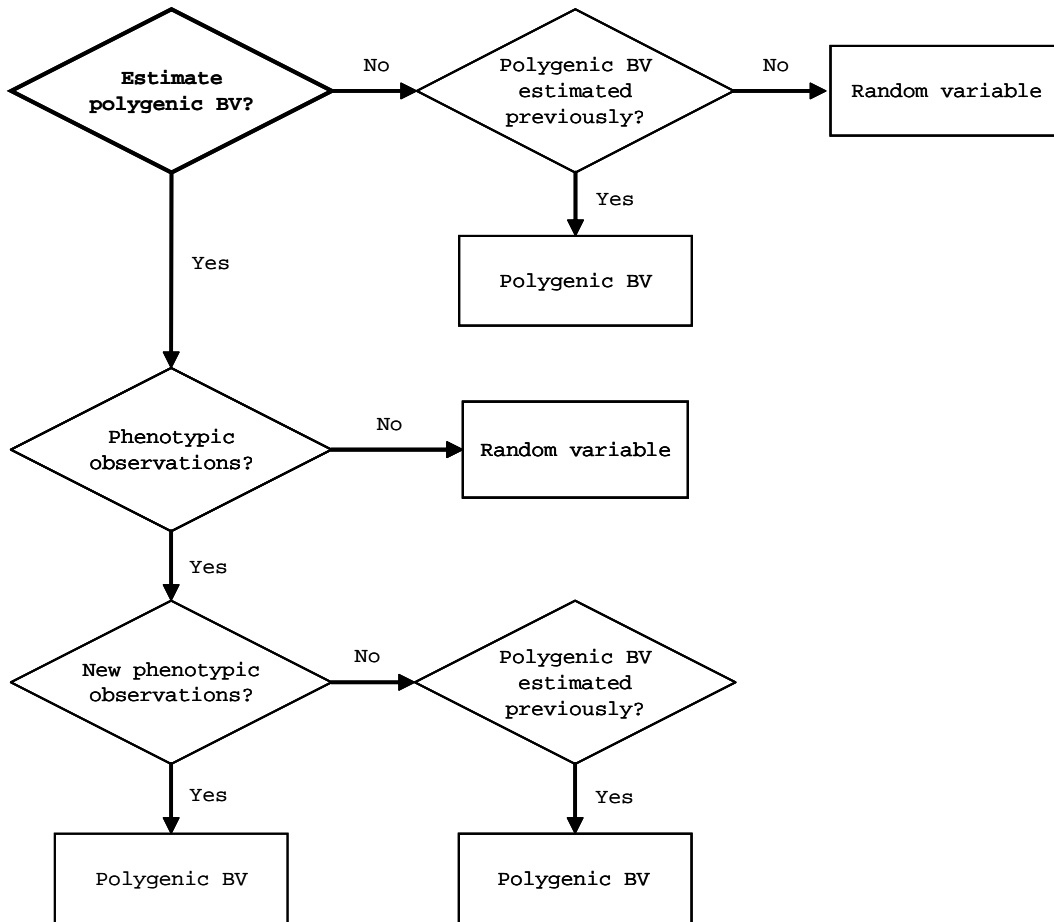 Estimate
polygenic BV?
No
Polygenic BV
estimated
previously?
No
Random variable
Yes
Polygenic BV
Yes
Phenotypic
observations?
No
Random variable
Yes
New phenotypic
observations?
No
Polygenic BV
estimated
previously?
Yes
Polygenic BV
Yes
Polygenic BV